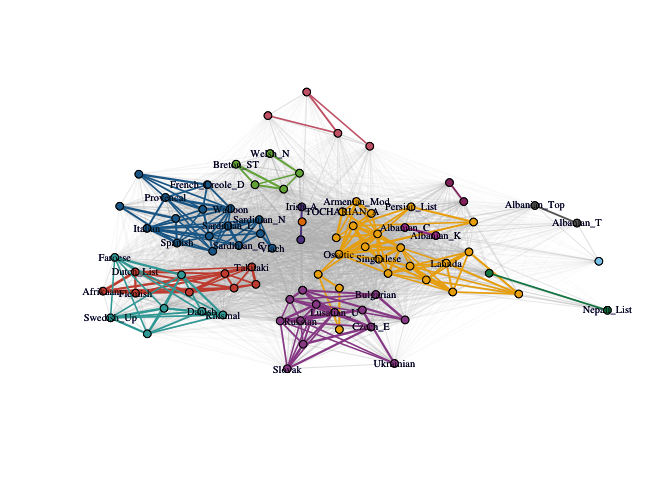 Welsh_N
Breton_ST
French_Creole_D
Provencal
Irish_A
Armenian_Mod
Persian_List
Albanian_Top
TOCHARIAN_A
Walloon
Sardinian_N
Sardinian_L
Albanian_C
Albanian_T
Italian
Albanian_K
Spanish
Sardinian_C
French
Ossetic
Singhalese
Lahnda
Faroese
Dutch_List
Takitaki
Afrikaans
Flemish
Bulgarian
Nepali_List
Swedish_Up
Danish
Riksmal
Lusatian_U
Russian
Czech_E
Slovak
Ukrainian